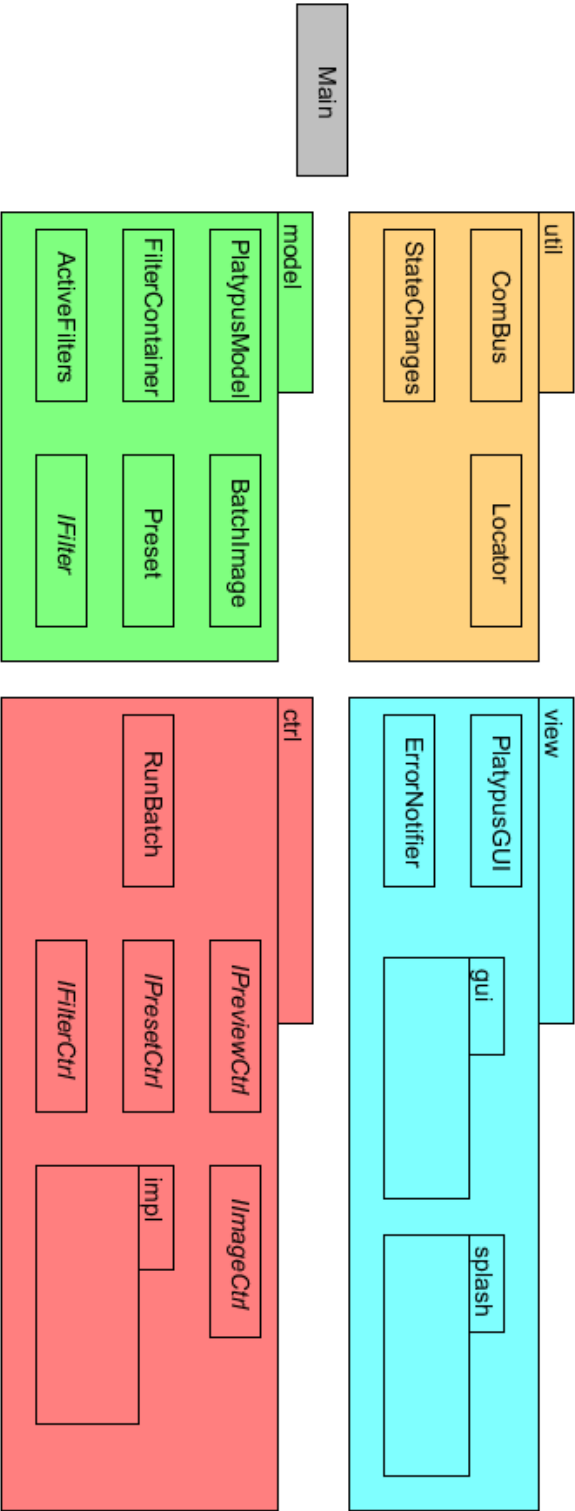 Main
util
ComBus
Locator
StateChanges
view
PlatypusGUI
ErrorNotifier
gui
splash
model
PlatypusModel
BatchImage
FilterContainer
Preset
ActiveFilters
IFilter
ctrl
IPreviewCtrl
IImageCtrl
RunBatch
IPresetCtrl
IFilterCtrl
impl